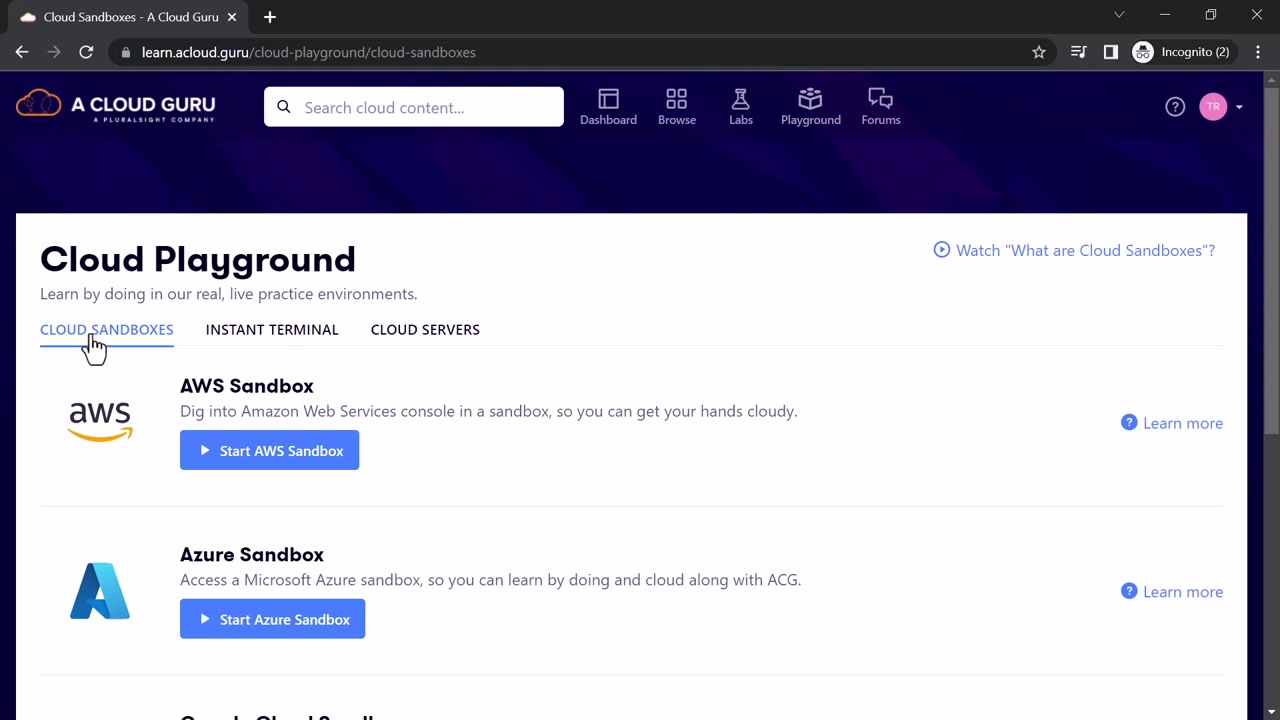 Cloud Sandboxes - A Cloud Guru
learn.acloud.guru/cloud-playground/cloud-sandboxes
Incognito (2)
A CLOUD GURU
A PLURALSIGHT COMPANY
Search cloud content...
Dashboard
Browse
Labs
Playground
Forums
TR
Cloud Playground
Watch "What are Cloud Sandboxes"?
Learn by doing in our real, live practice environments.
CLOUD SANDBOXES INSTANT TERMINAL CLOUD SERVERS
aws
AWS Sandbox
Dig into Amazon Web Services console in a sandbox, so you can get your hands cloudy.
Learn more
Start AWS Sandbox
Azure Sandbox
Access a Microsoft Azure sandbox, so you can learn by doing and cloud along with ACG.
Learn more
Start Azure Sandbox